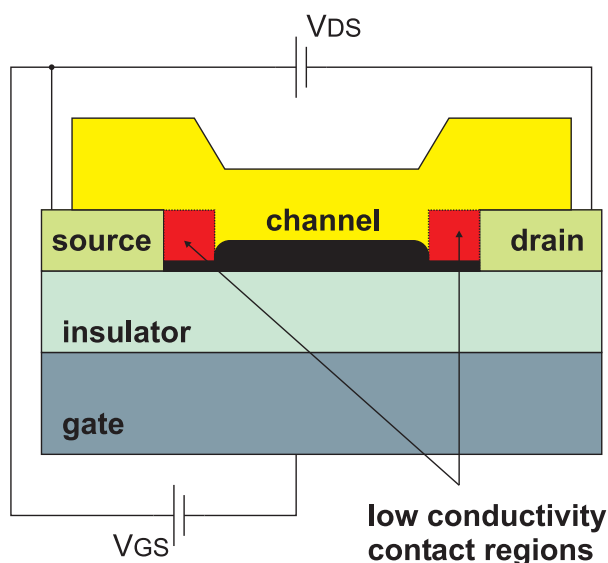 VDS
channel
source
drain
insulator
gate
VGS
low conductivity
contact regions